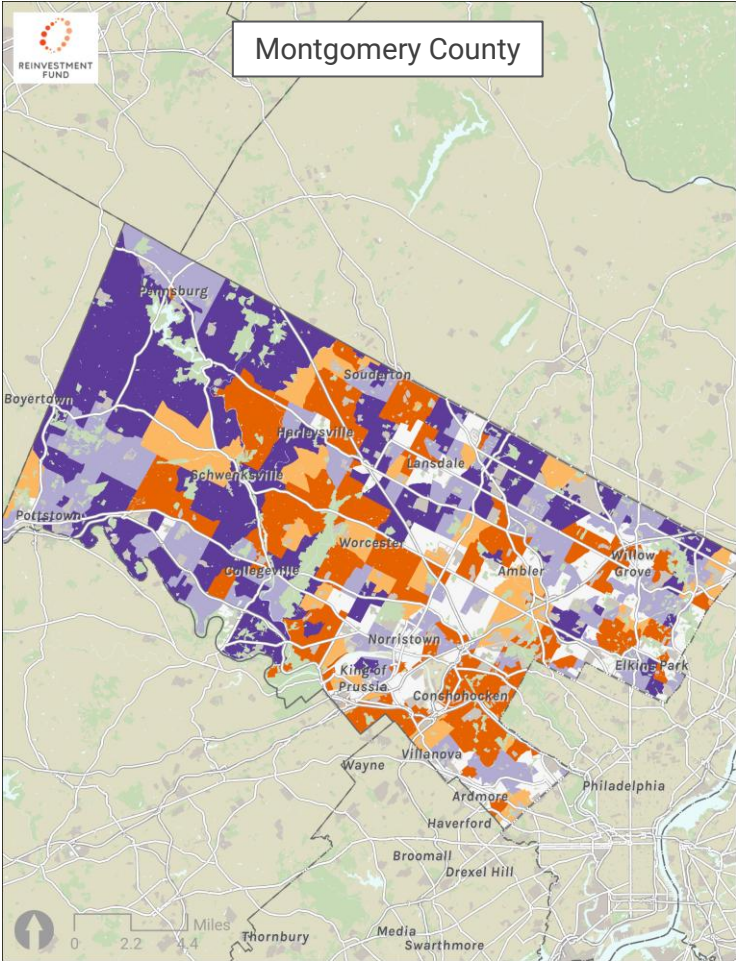 REINVESTMENT
FUND
Montgomery County
Pennsburg
Souderton
Boyertown
Harleysville
Lansdale
Schwenksville
Pottstown
Worcester
Willow
Grove
Collegeville
Ambler
Norristown
Elkins Park
King of
Prussia
Conshohocken
Villanova
Wayne
Philadelphia
Ardmore
Haverford
Broomall
Drexel Hill
Miles
0 2.2 4.4
Thornbury
Media
Swarthmore